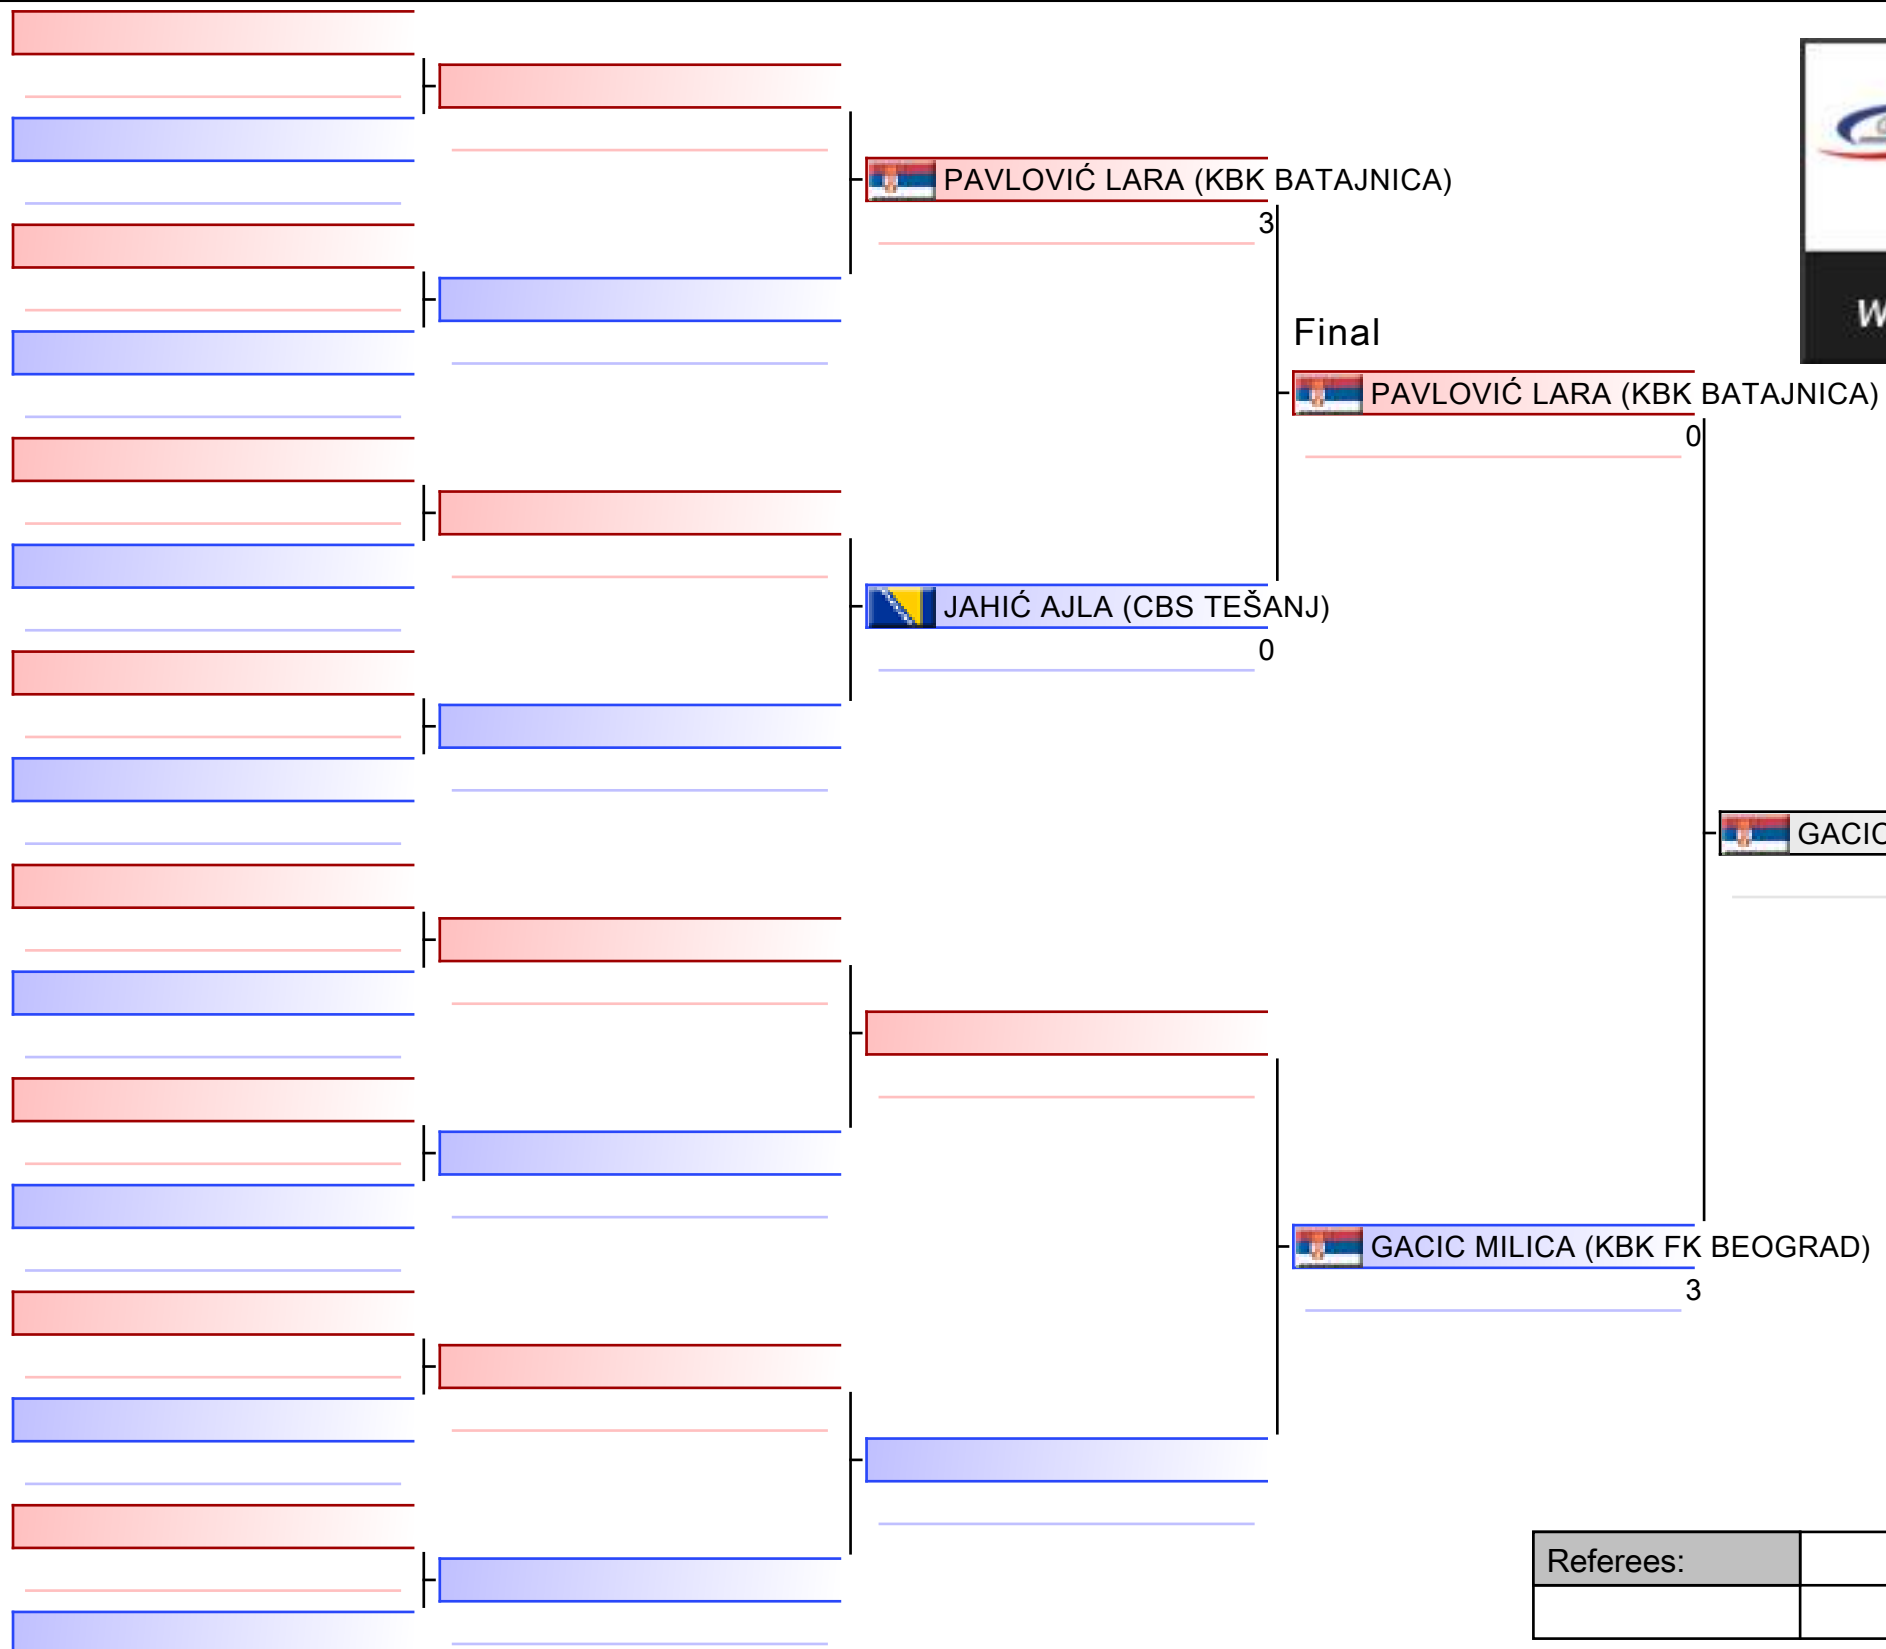 PAVLOVIĆ LARA (KBK BATAJNICA)
3
Final
PAVLOVIĆ LARA (KBK BATAJNICA)
0
JAHIĆ AJLA (CBS TEŠANJ)
0
GACIC MILICA (KBK FK BEOGRAD)
3
Referees: